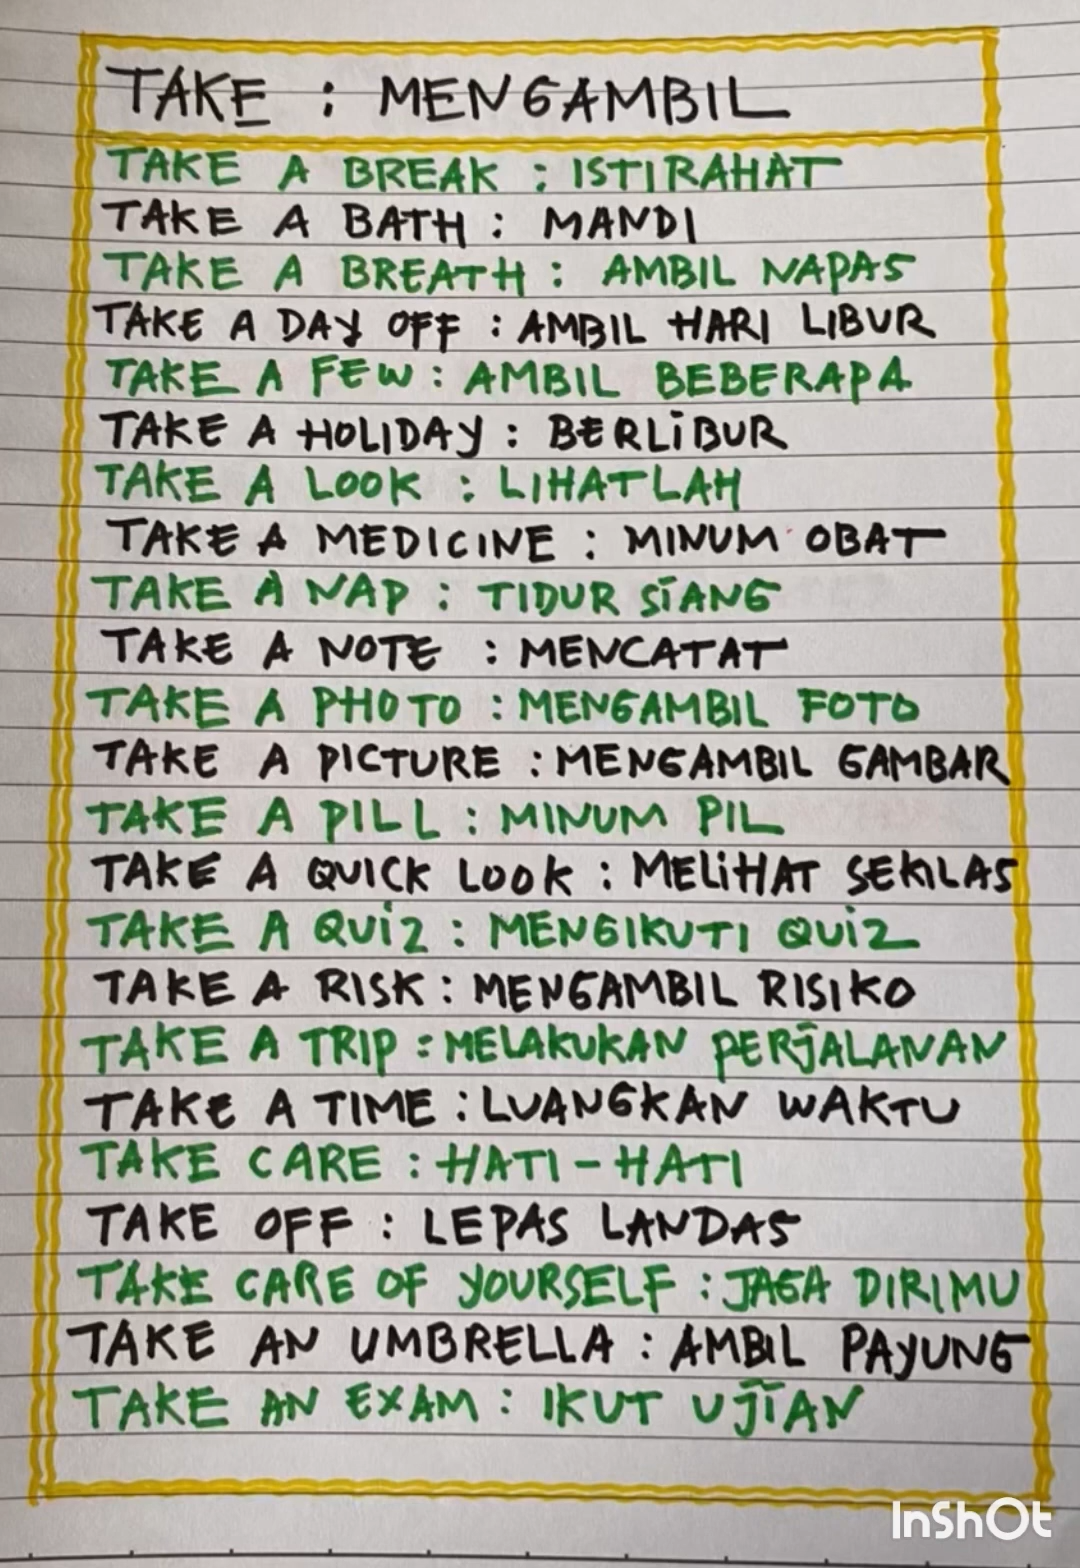 TAKE : MENGAMBIL
TAKE A BREAK : ISTIRAHAT
TAKE A BATH : MANDI
TAKE A BREATH : AMBIL NAPAS
TAKE A DAY OFF : AMBIL HARI LIBUR
TAKE A FEW : AMBIL BEBERAPA
TAKE A HOLIDAY : BERLIBUR
TAKE A LOOK : LIHATLAH
TAKE A MEDICINE : MINUM OBAT
TAKE A NAP : TIDUR SIANG
TAKE A NOTE : MENCATAT
TAKE A PHOTO : MENGAMBIL FOTO
TAKE A PICTURE : MENGAMBIL GAMBAR
TAKE A PILL : MINUM PIL
TAKE A QUICK LOOK : MELIHAT SEKILAS
TAKE A QUIZ : MENGIKUTI QUIZ
TAKE A RISK : MENGAMBIL RISIKO
TAKE A TRIP : MELAKUKAN PERJALANAN
TAKE A TIME : LUANGKAN WAKTU
TAKE CARE : HATI-HATI
TAKE OFF : LEPAS LANDAS
TAKE CARE OF YOURSELF : JAGA DIRIMU
TAKE AN UMBRELLA : AMBIL PAYUNG
TAKE AN EXAM : IKUT UJIAN
InShOt